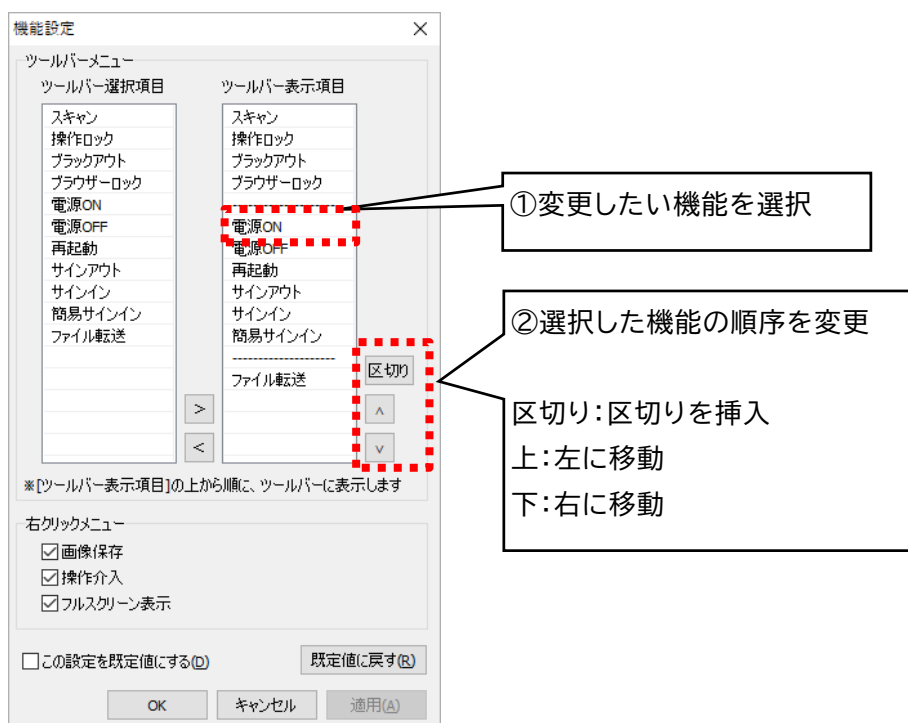 機能設定
ツールバーメニュー
ツールバー選択項目
スキャン
操作ロック
ブラックアウト
ブラウザーロック
電源ON
電源OFF
再起動
サインアウト
サインイン
簡易サインイン
ファイル転送
>
<
ツールバー表示項目
スキャン
操作ロック
ブラックアウト
ブラウザーロック
--------------------
電源ON
電源OFF
再起動
サインアウト
サインイン
簡易サインイン
--------------------
ファイル転送
区切り
∧
∨
※[ツールバー表示項目]の上から順に、ツールバーに表示します
右クリックメニュー
画像保存
操作介入
フルスクリーン表示
この設定を既定値にする(D)
既定値に戻す(R)
OK
キャンセル
適用(A)
①変更したい機能を選択
②選択した機能の順序を変更
区切り：区切りを挿入
上：左に移動
下：右に移動